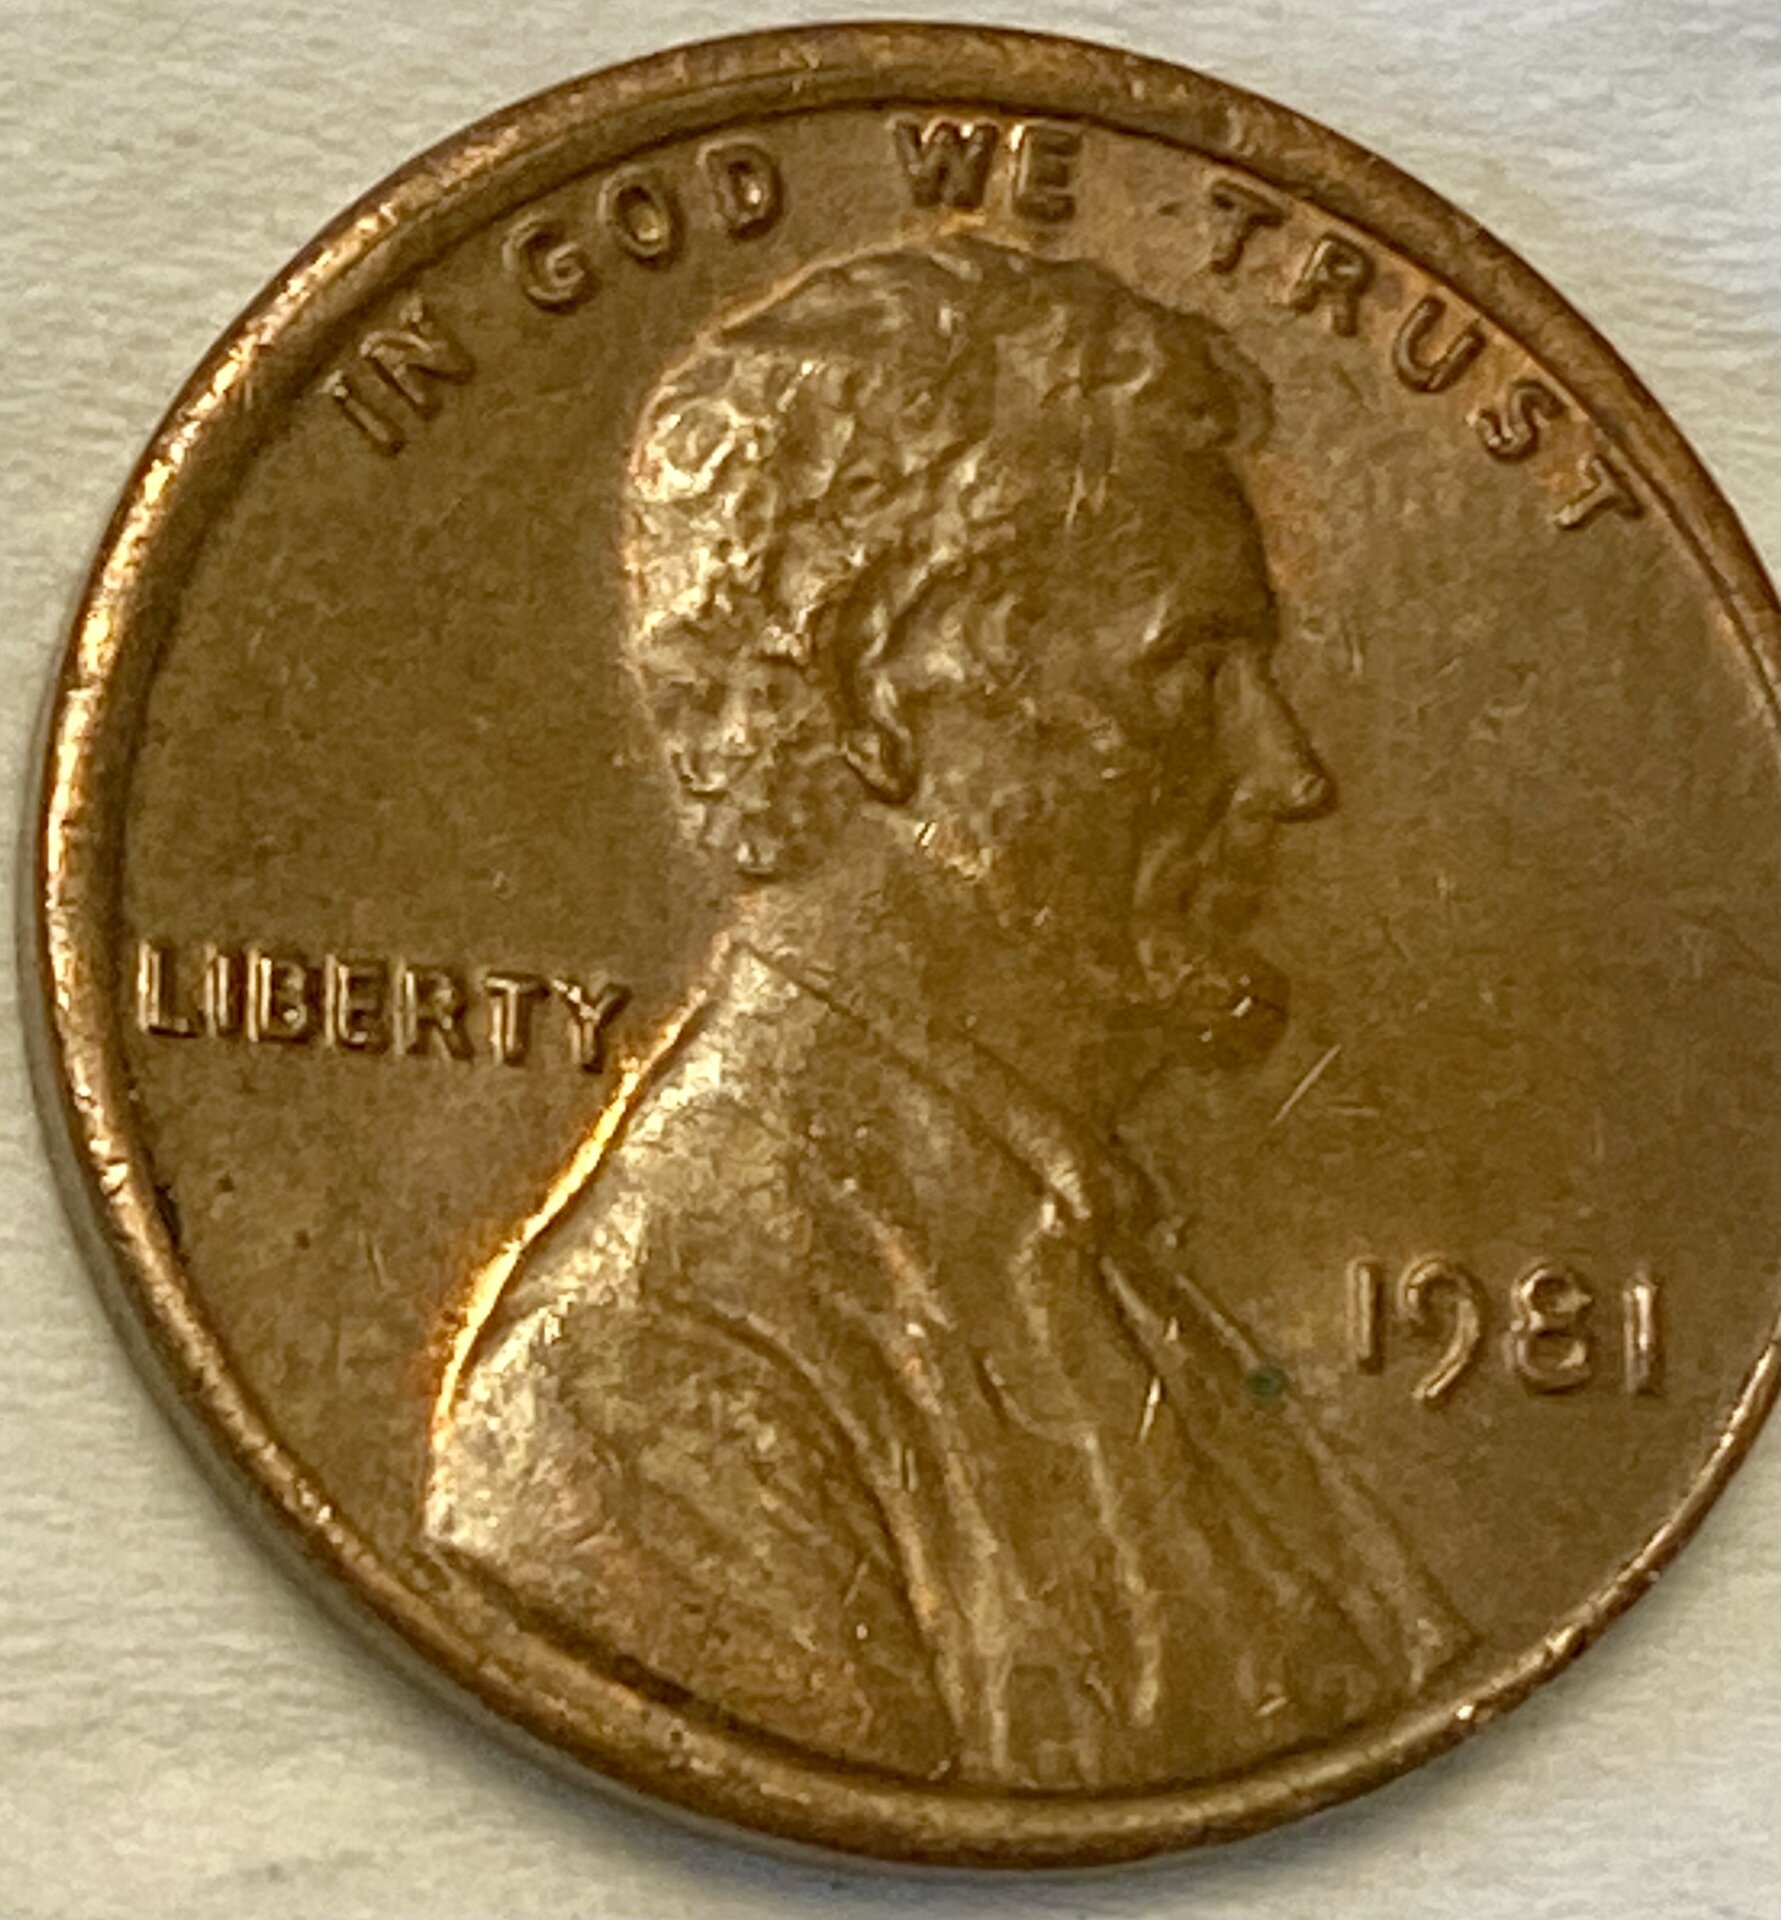 IN GOD WE TRUST
LIBERTY
1981